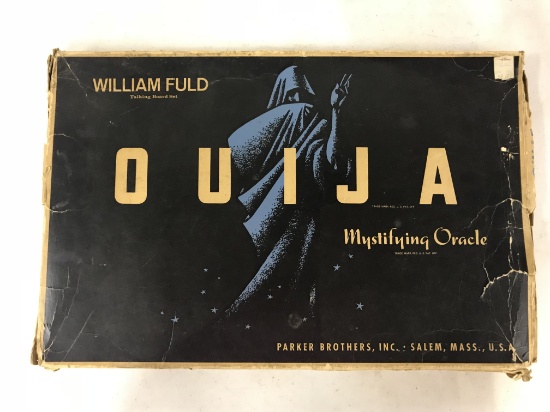 WILLIAM FULD
Talking Board Set
OUIJA
Mystifying Oracle
PARKER BROTHERS, INC. · SALEM, MASS., U.S.A